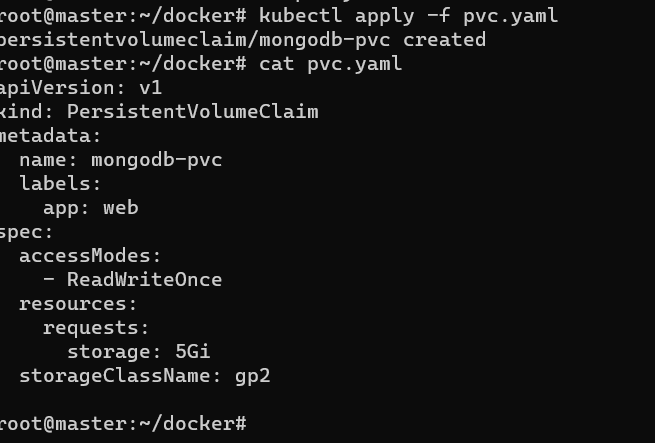 root@master:~/docker# kubectl apply -f pvc.yaml
persistentvolumeclaim/mongodb-pvc created
root@master:~/docker# cat pvc.yaml
apiVersion: v1
kind: PersistentVolumeClaim
metadata:
  name: mongodb-pvc
  labels:
    app: web
spec:
  accessModes:
    - ReadWriteOnce
  resources:
    requests:
      storage: 5Gi
  storageClassName: gp2
root@master:~/docker#